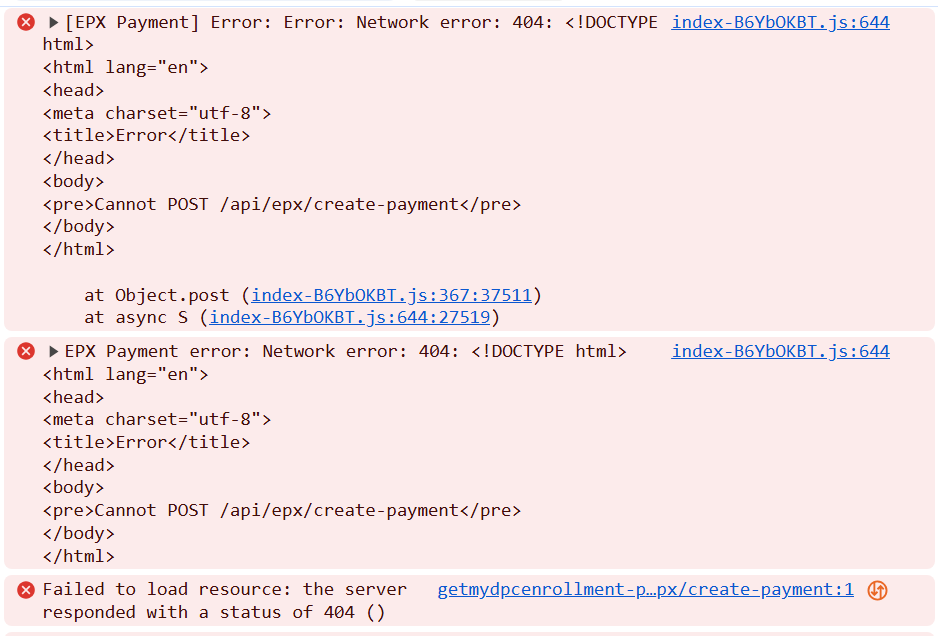 [EPX Payment] Error: Error: Network error: 404: <!DOCTYPE index-B6YbOKBT.js:644
html>
<html lang="en">
<head>
<meta charset="utf-8">
<title>Error</title>
</head>
<body>
<pre>Cannot POST /api/epx/create-payment</pre>
</body>
</html>
at Object.post (index-B6YbOKBT.js:367:37511)
at async S (index-B6YbOKBT.js:644:27519)
EPX Payment error: Network error: 404: <!DOCTYPE html> index-B6YbOKBT.js:644
<html lang="en">
<head>
<meta charset="utf-8">
<title>Error</title>
</head>
<body>
<pre>Cannot POST /api/epx/create-payment</pre>
</body>
</html>
Failed to load resource: the server getmydpcenrollment-p…px/create-payment:1
responded with a status of 404 ()